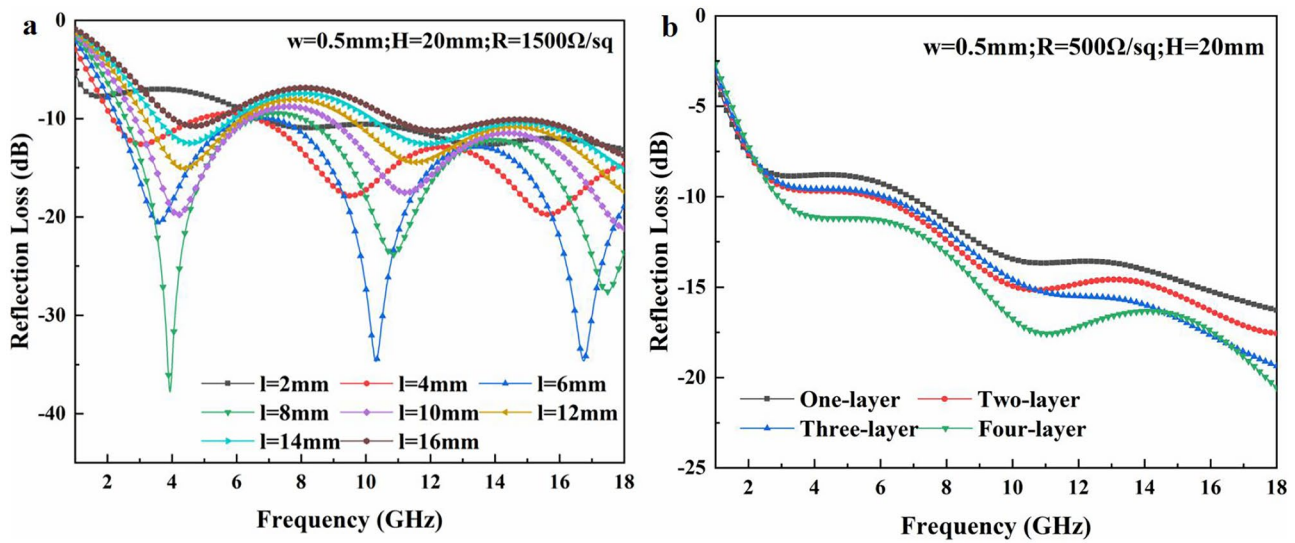 a
w=0.5mm;H=20mm;R=1500Ω/sq
0
-10
-20
-30
-40
Reflection Loss (dB)
l=2mm l=4mm l=6mm
l=8mm l=10mm l=12mm
l=14mm l=16mm
2 4 6 8 10 12 14 16 18
Frequency (GHz)
b
w=0.5mm;R=500Ω/sq;H=20mm
0
-5
-10
-15
-20
-25
Reflection Loss (dB)
One-layer Two-layer
Three-layer Four-layer
2 4 6 8 10 12 14 16 18
Frequency (GHz)